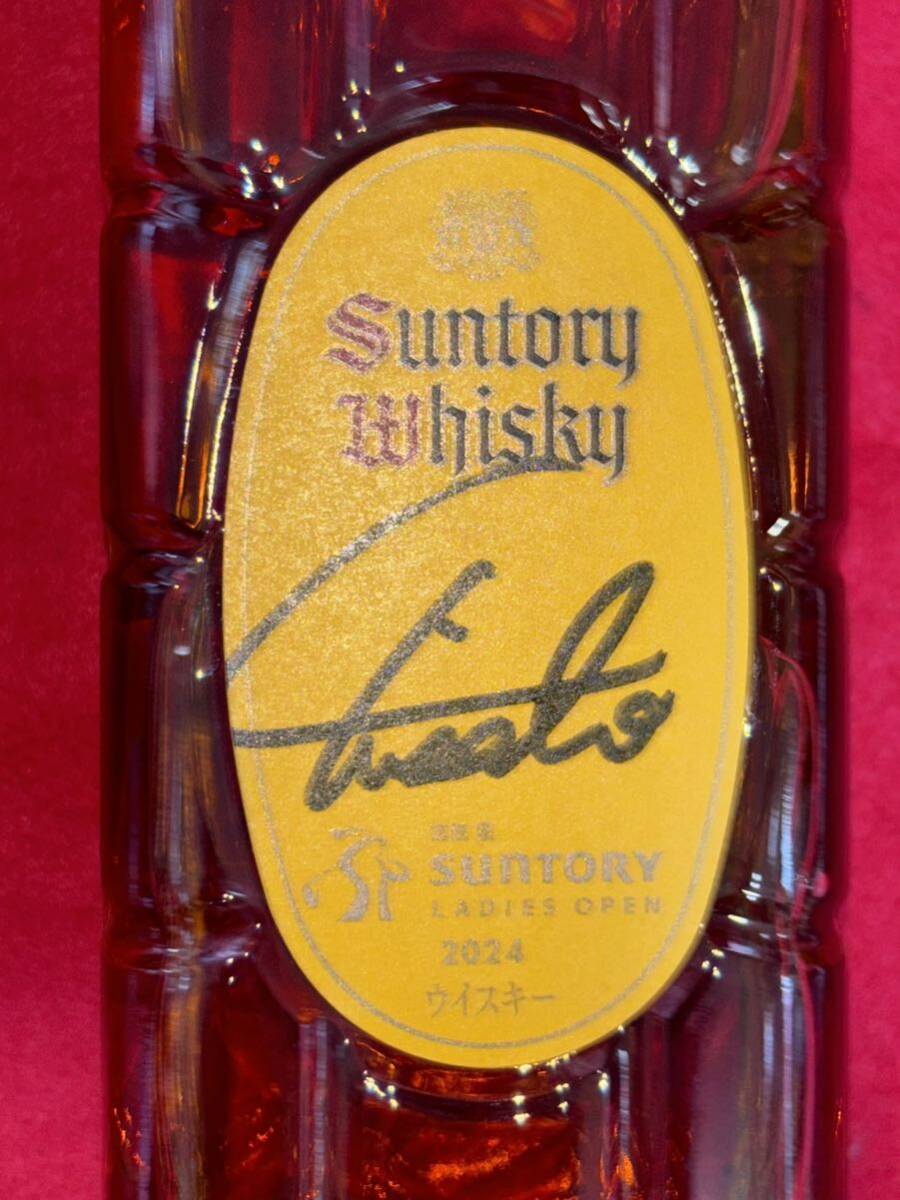 Suntory
Whisky
SUNTORY
LADIES OPEN
2024
ウイスキー